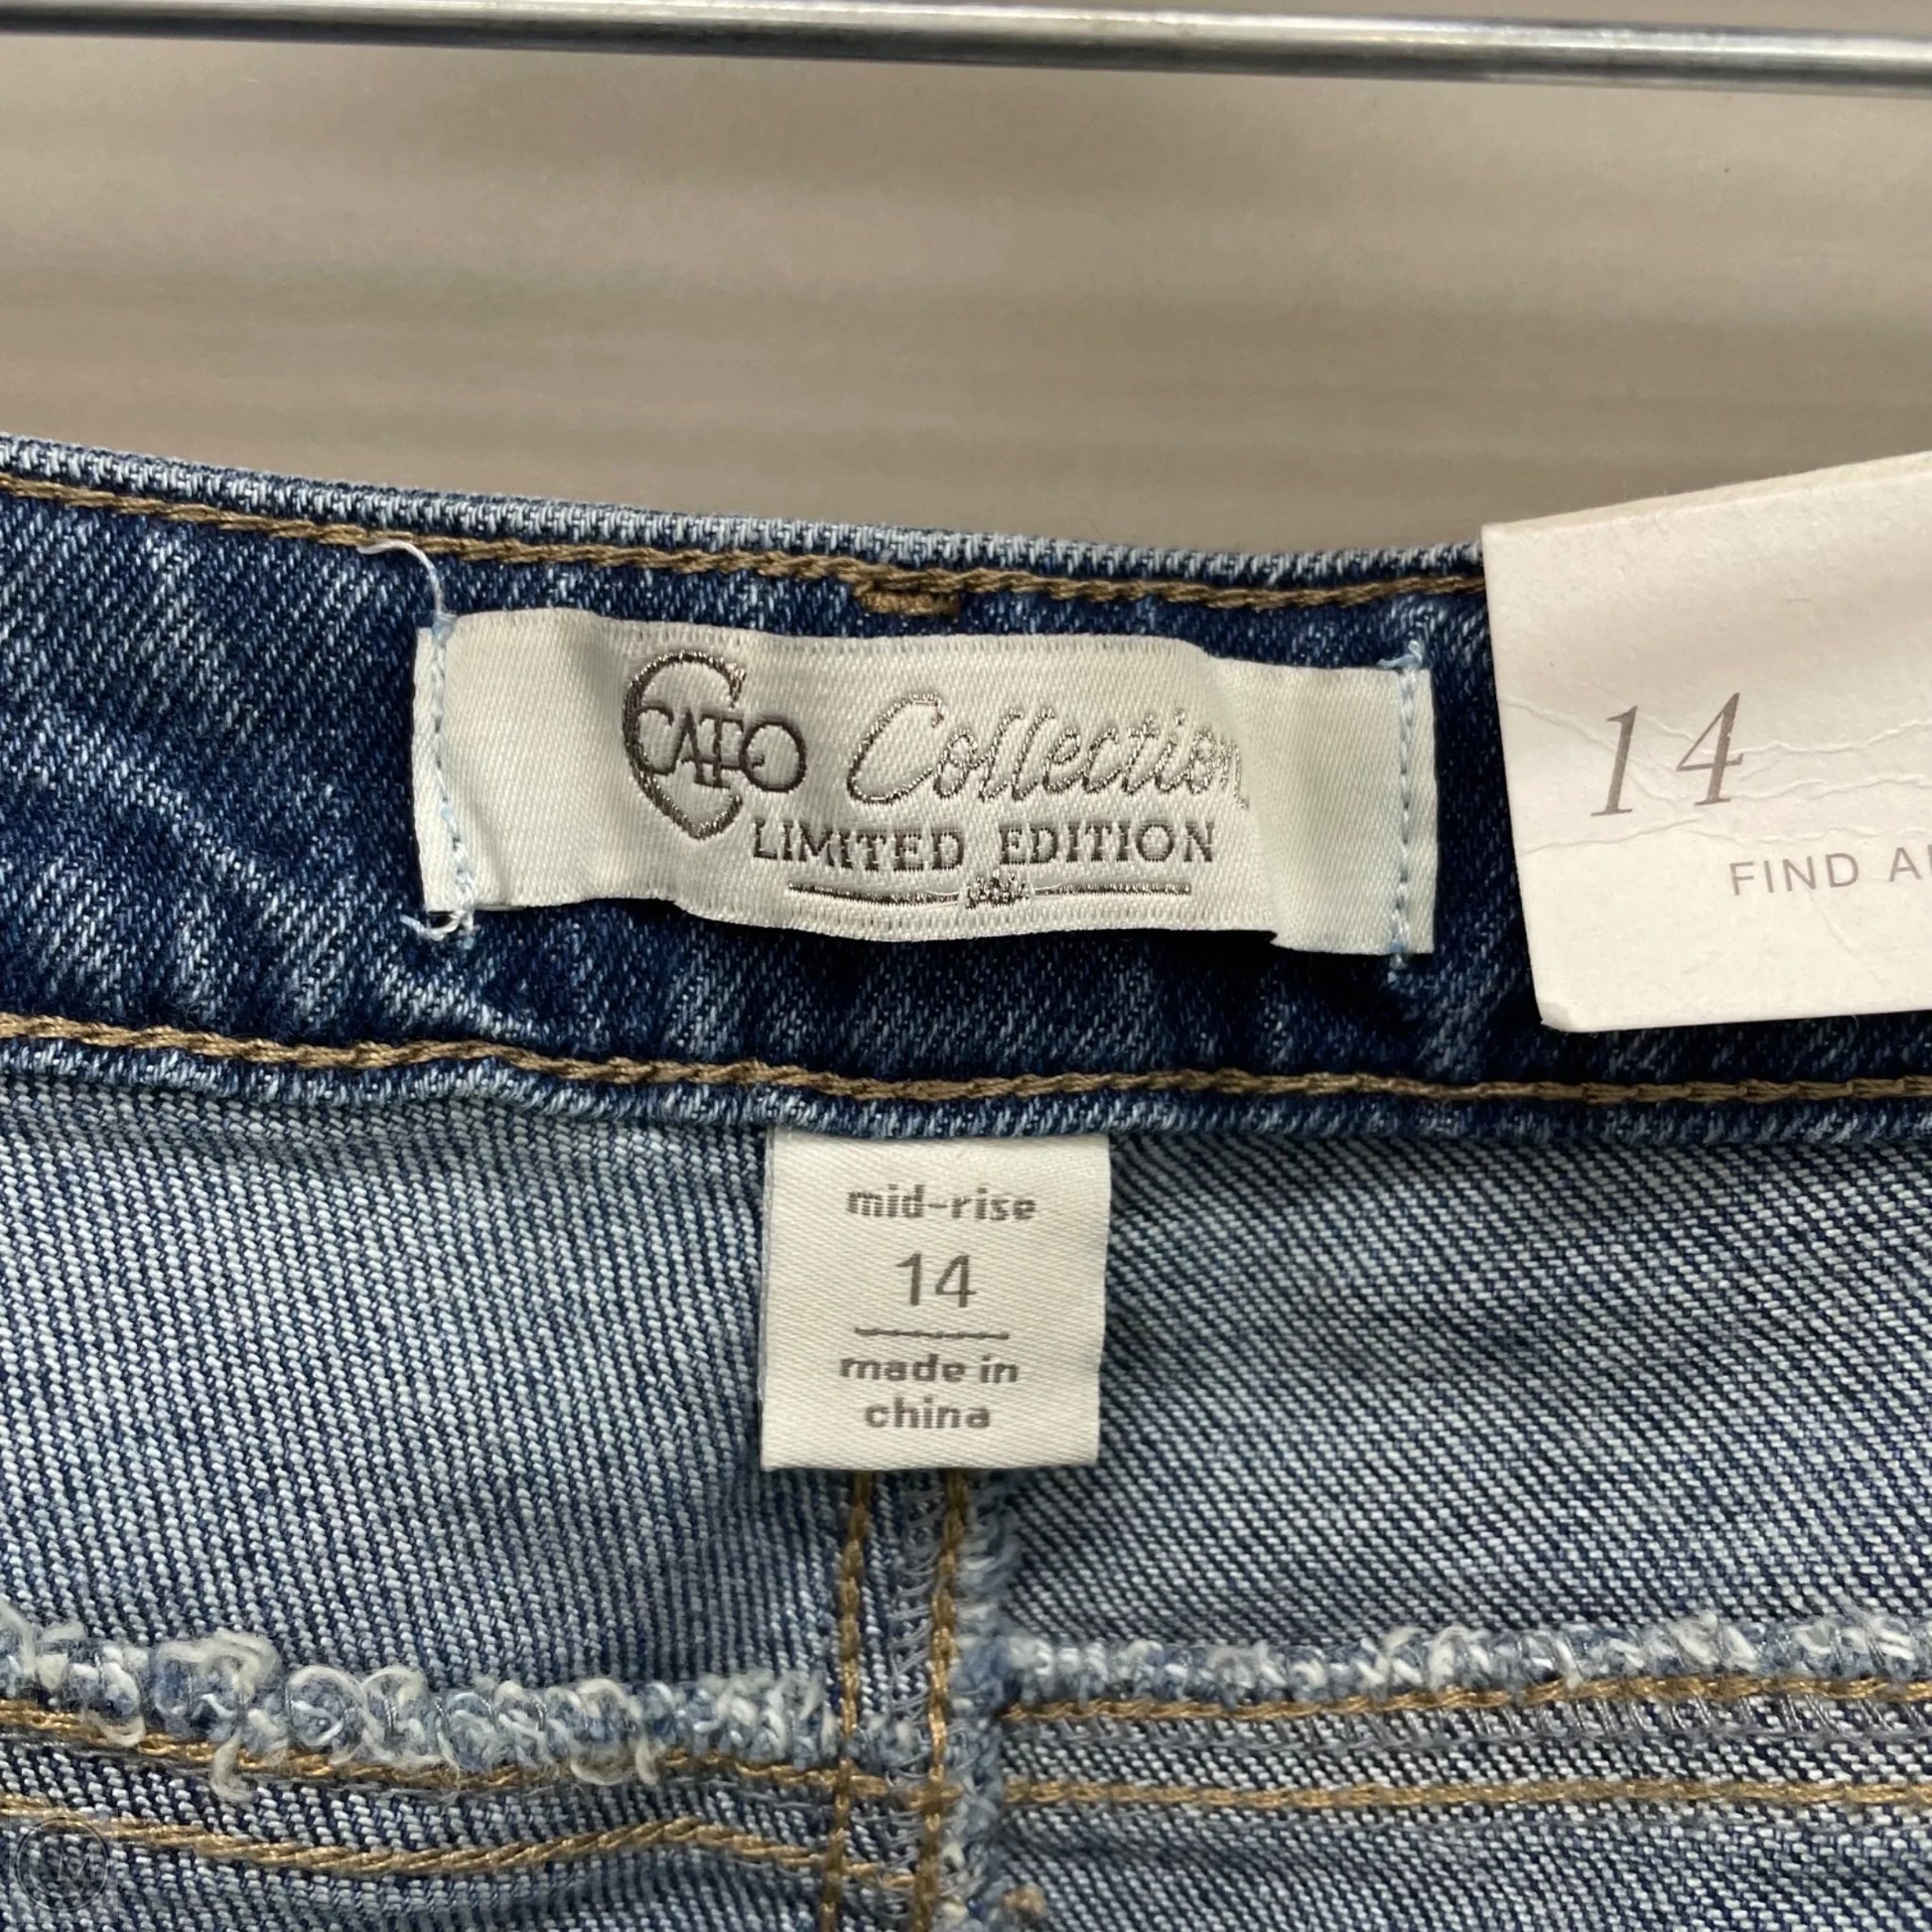 CATO Collection
LIMITED EDITION
14
FIND
mid-rise
14
made in
china